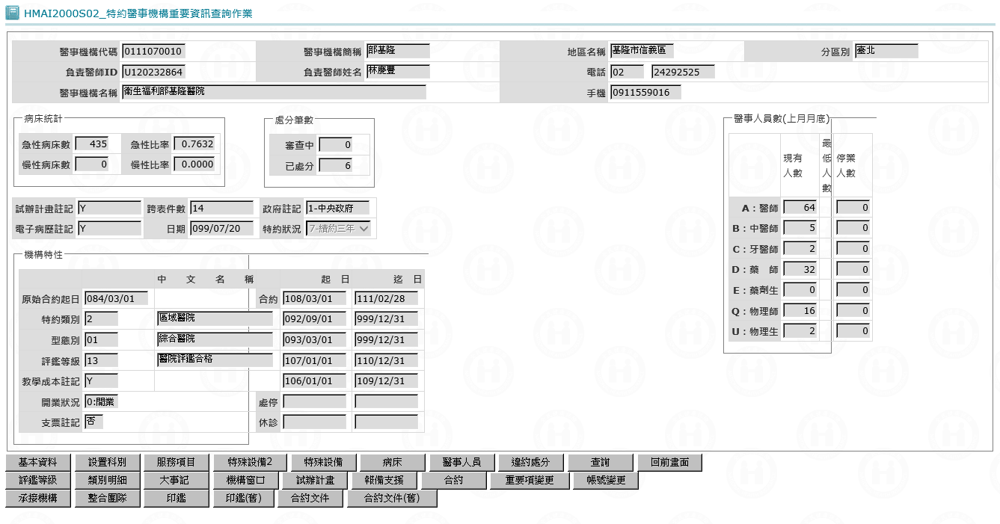 HMAI2000S02_特約醫事機構重要資訊查詢作業
醫事機構代碼 0111070010 醫事機構簡稱 部基隆 地區名稱 基隆市信義區 分區別 臺北
負責醫師ID U120232864 負責醫師姓名 林慶豐 電話 02 24292525
醫事機構名稱 衛生福利部基隆醫院 手機 0911559016
病床統計
急性病床數 435 急性比率 0.7632
慢性病床數 0 慢性比率 0.0000
處分筆數
審查中 0
已處分 6
醫事人員數(上月月底)
現有人數 最低人數 停業人數
A：醫師 64 0
B：中醫師 5 0
C：牙醫師 2 0
D：藥　師 32 0
E：藥劑生 0 0
Q：物理師 16 0
U：物理生 2 0
試辦計畫註記 Y 跨表件數 14 政府註記 1-中央政府
電子病歷註記 Y 日期 099/07/20 特約狀況 7-續約三年
機構特性
中 文 名 稱 起 日 迄 日
原始合約起日 084/03/01 合約 108/03/01 111/02/28
特約類別 2 區域醫院 092/09/01 999/12/31
型態別 01 綜合醫院 093/03/01 999/12/31
評鑑等級 13 醫院評鑑合格 107/01/01 110/12/31
教學成本註記 Y 106/01/01 109/12/31
開業狀況 0:開業 處停
支票註記 否 休診
基本資料 設置科別 服務項目 特殊設備2 特殊設備 病床 醫事人員 違約處分 查詢 回前畫面
評鑑等級 類別明細 大事記 機構窗口 試辦計畫 報備支援 合約 重要項變更 帳號變更
承接機構 整合團隊 印鑑 印鑑(舊) 合約文件 合約文件(舊)